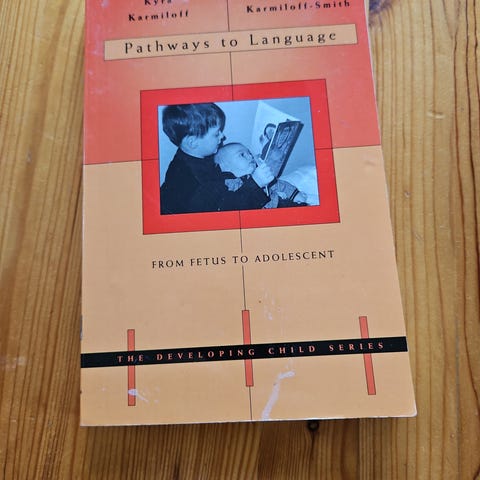 Kyra
Karmiloff
Karmiloff-Smith
Pathways to Language
FROM FETUS TO ADOLESCENT
THE DEVELOPING CHILD SERIES